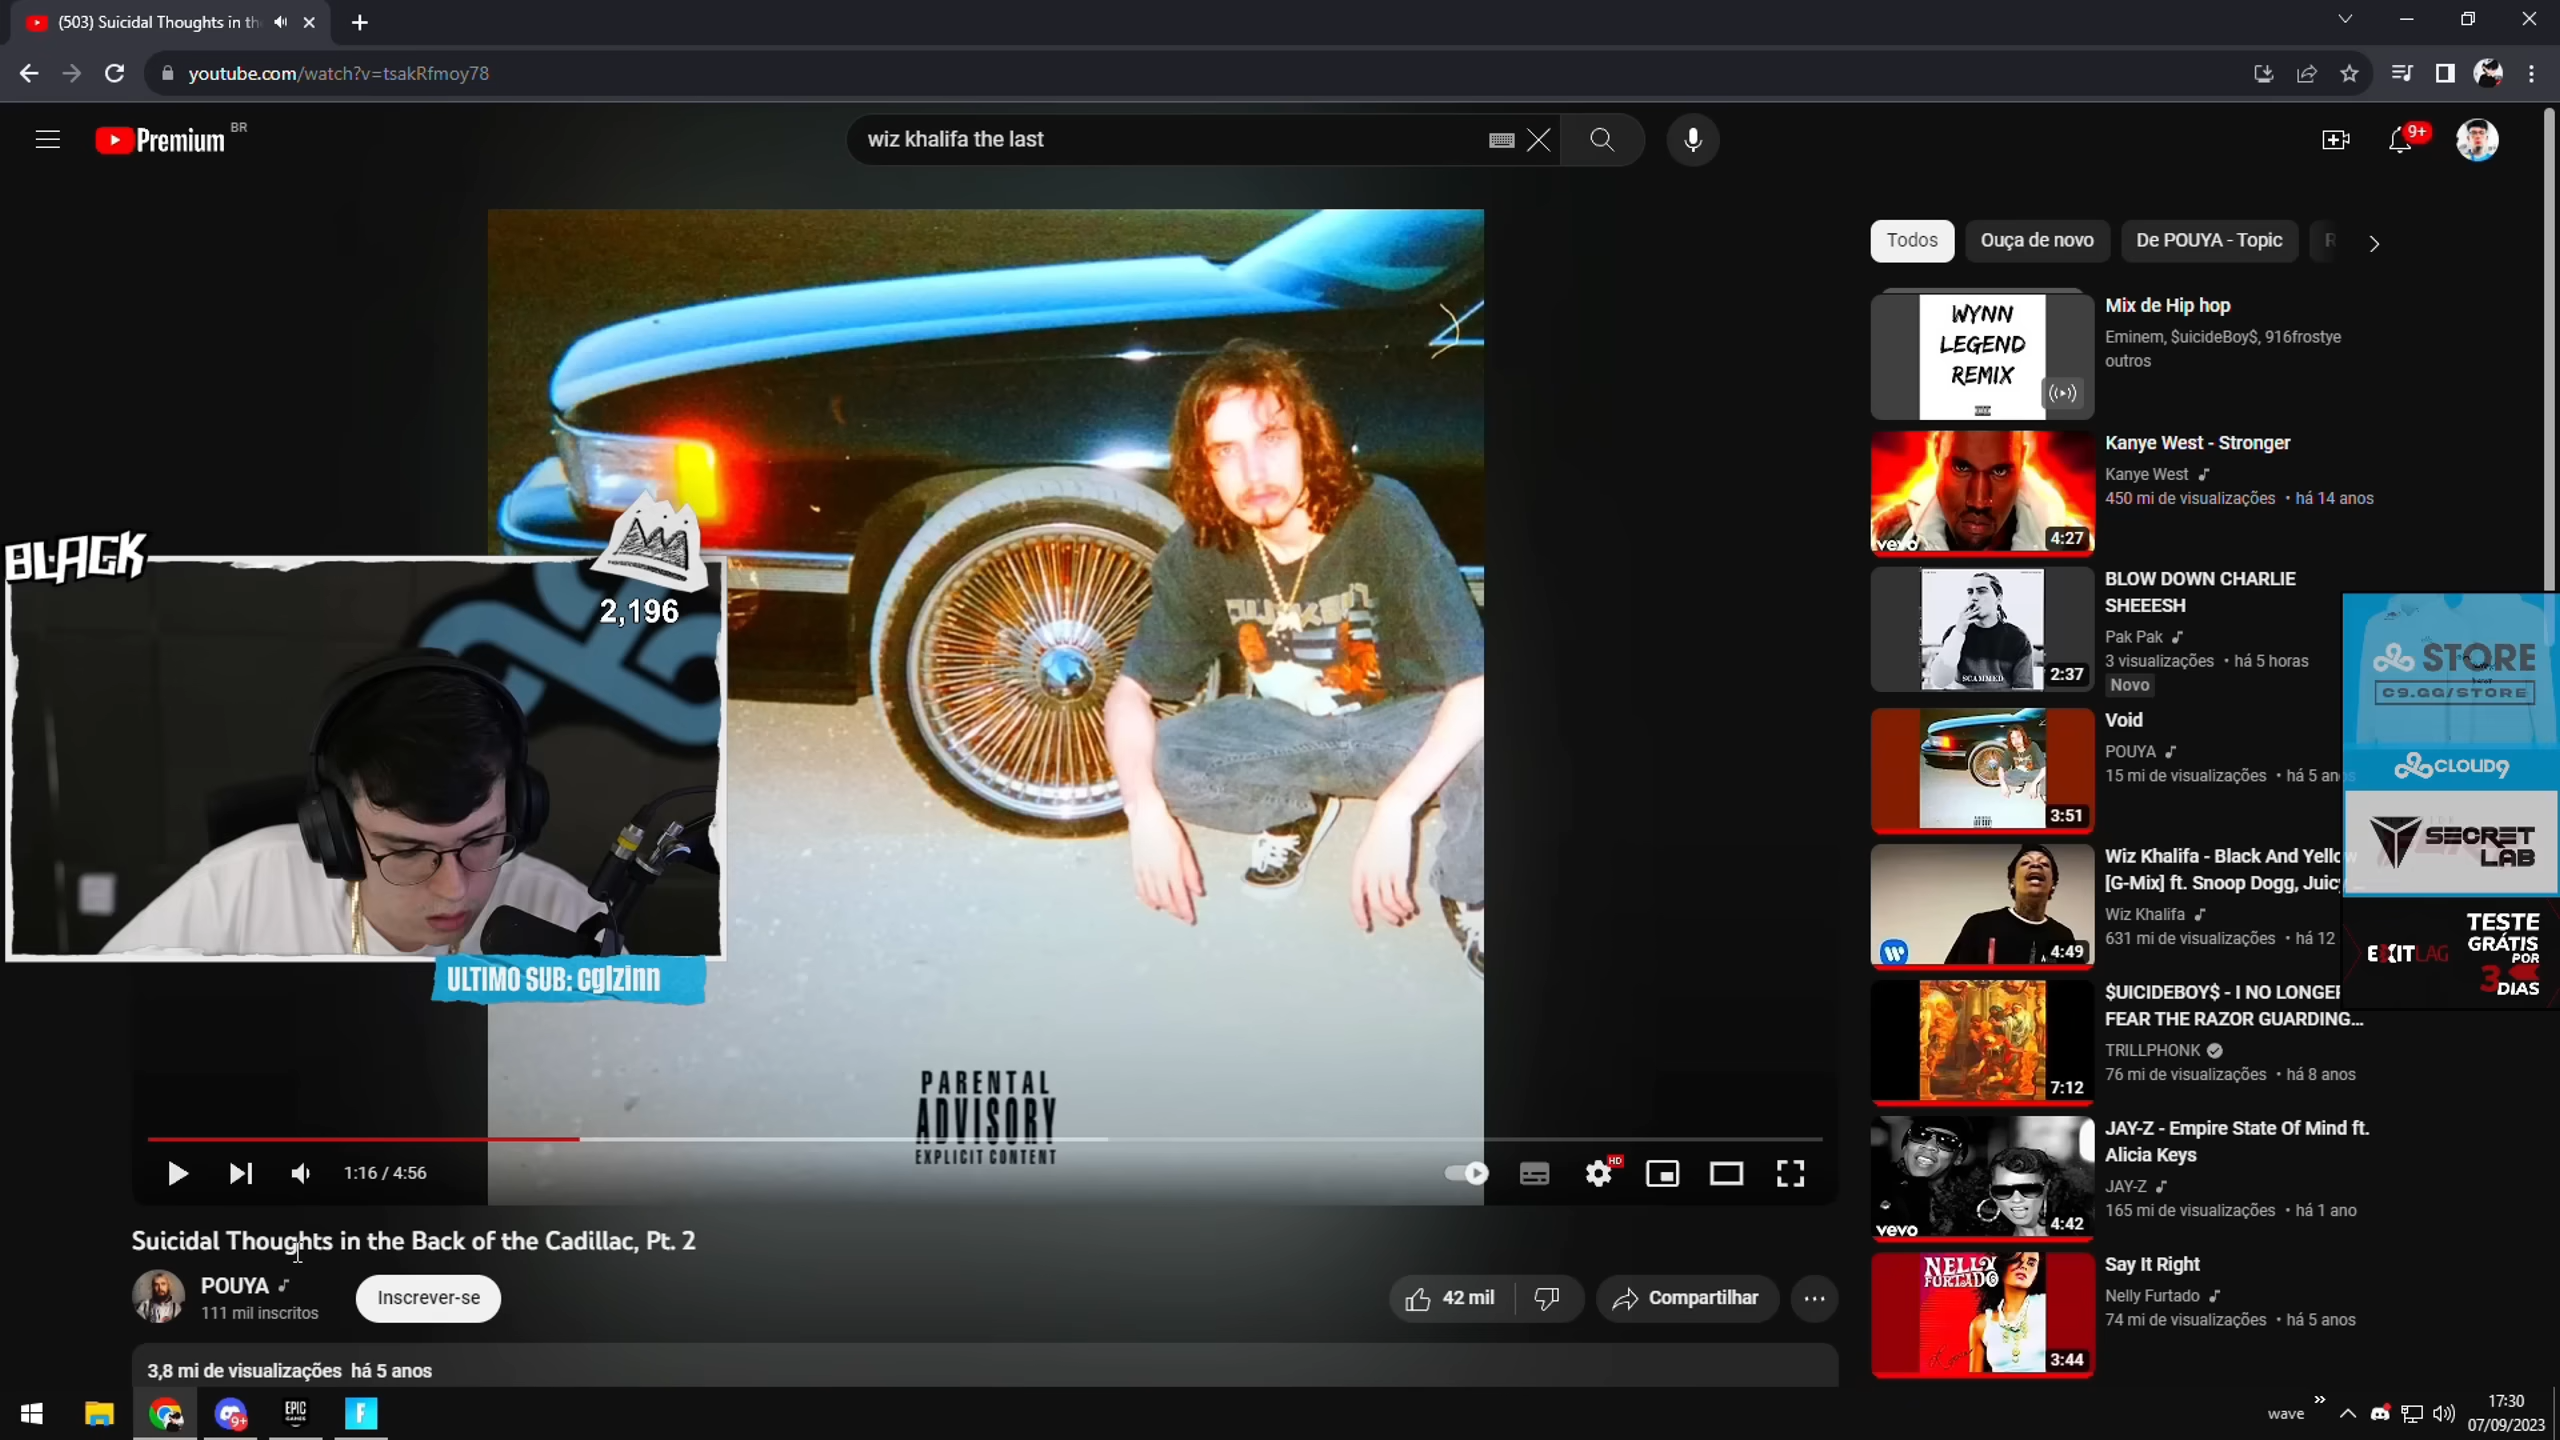 (503) Suicidal Thoughts in th
youtube.com/watch?v=tsakRfmoy78
Premium BR
wiz khalifa the last
9+
Todos
Ouça de novo
De POUYA - Topic
WYNN
LEGEND
REMIX
Mix de Hip hop
Eminem, $uicideBoy$, 916frostye
outros
Kanye West - Stronger
Kanye West
450 mi de visualizações • há 14 anos
vevo
4:27
BLOW DOWN CHARLIE
SHEEESH
Pak Pak
3 visualizações • há 5 horas
Novo
SCAMMED
2:37
Void
POUYA
15 mi de visualizações • há 5 an
3:51
Wiz Khalifa - Black And Yellow
[G-Mix] ft. Snoop Dogg, Juic
Wiz Khalifa
631 mi de visualizações • há 12
4:49
$UICIDEBOY$ - I NO LONGER
FEAR THE RAZOR GUARDING...
TRILLPHONK
76 mi de visualizações • há 8 anos
7:12
JAY-Z - Empire State Of Mind ft.
Alicia Keys
JAY-Z
165 mi de visualizações • há 1 ano
vevo
4:42
Say It Right
Nelly Furtado
74 mi de visualizações • há 5 anos
NELLY
FURTADO
3:44
STORE
C9.GG/STORE
CLOUD9
SECRET
LAB
EXITLAG
TESTE
GRÁTIS
POR
3
DIAS
BLACK
2,196
ULTIMO SUB: cglzinn
PARENTAL
ADVISORY
EXPLICIT CONTENT
1:16 / 4:56
HD
Suicidal Thoughts in the Back of the Cadillac, Pt. 2
POUYA
111 mil inscritos
Inscrever-se
42 mil
Compartilhar
3,8 mi de visualizações há 5 anos
9+
EPIC
GAMES
F
wave
17:30
07/09/2023